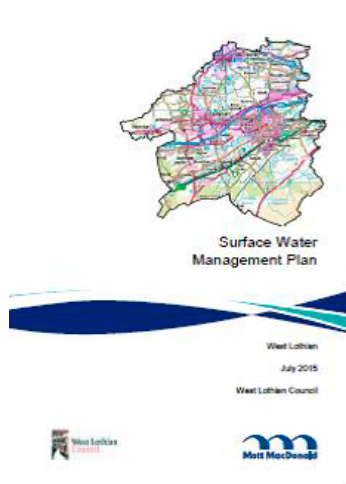 Surface Water
Management Plan
West Lothian
July 2015
West Lothian Council
West Lothian
Council
Mott MacDonald